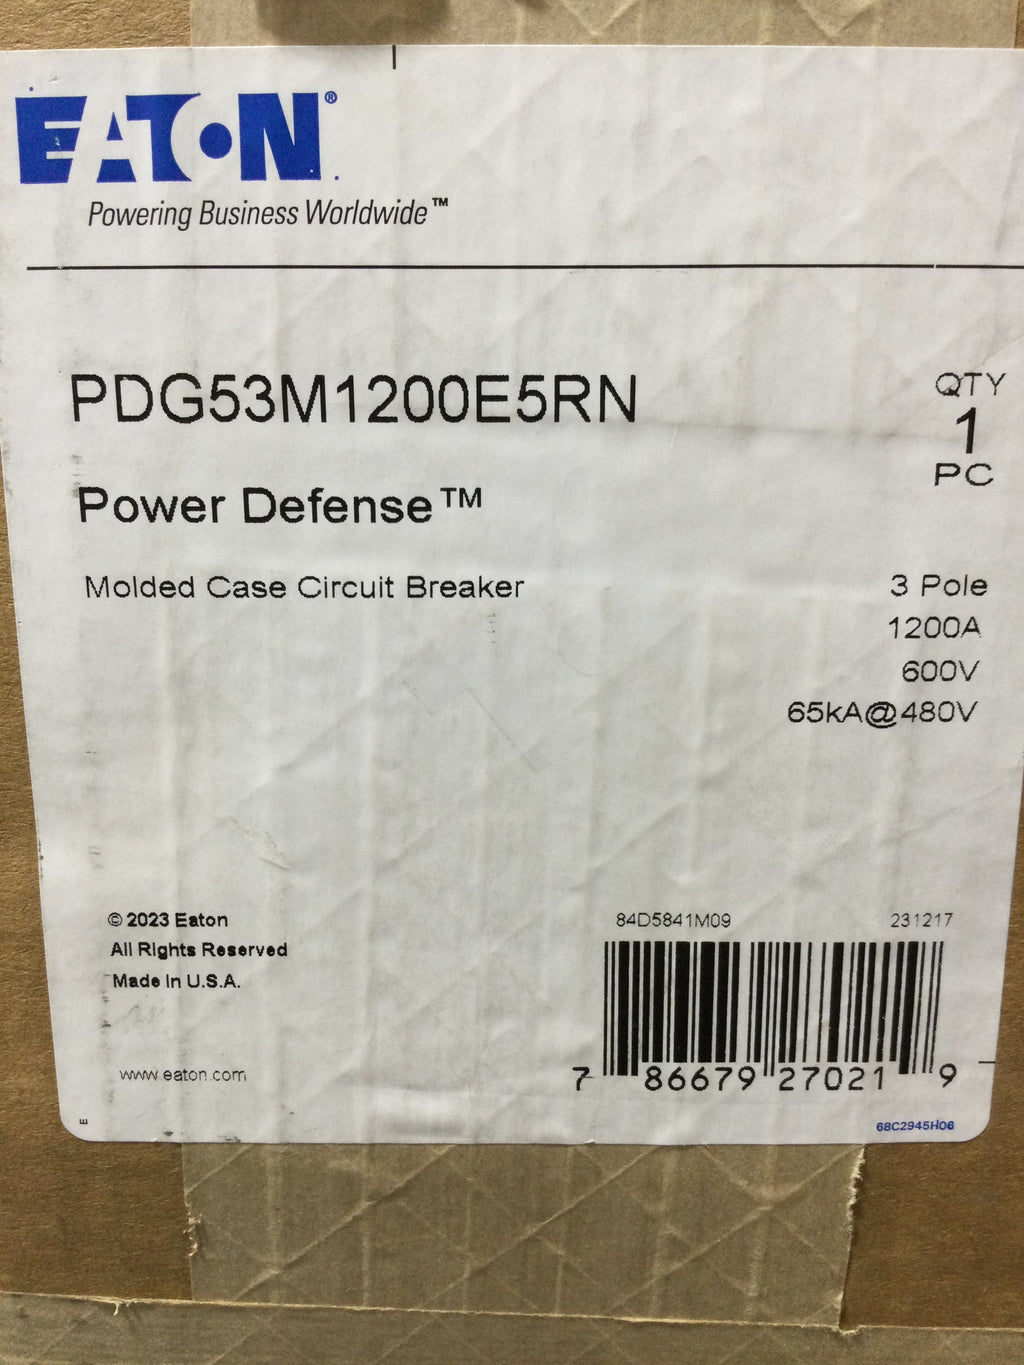 EATON®
Powering Business Worldwide™
PDG53M1200E5RN
QTY
1
PC
Power Defense™
Molded Case Circuit Breaker
3 Pole
1200A
600V
65kA@480V
© 2023 Eaton
All Rights Reserved
Made in U.S.A.
www.eaton.com
84D5841M09 231217
7 86679 27021 9
E
68C2945H06